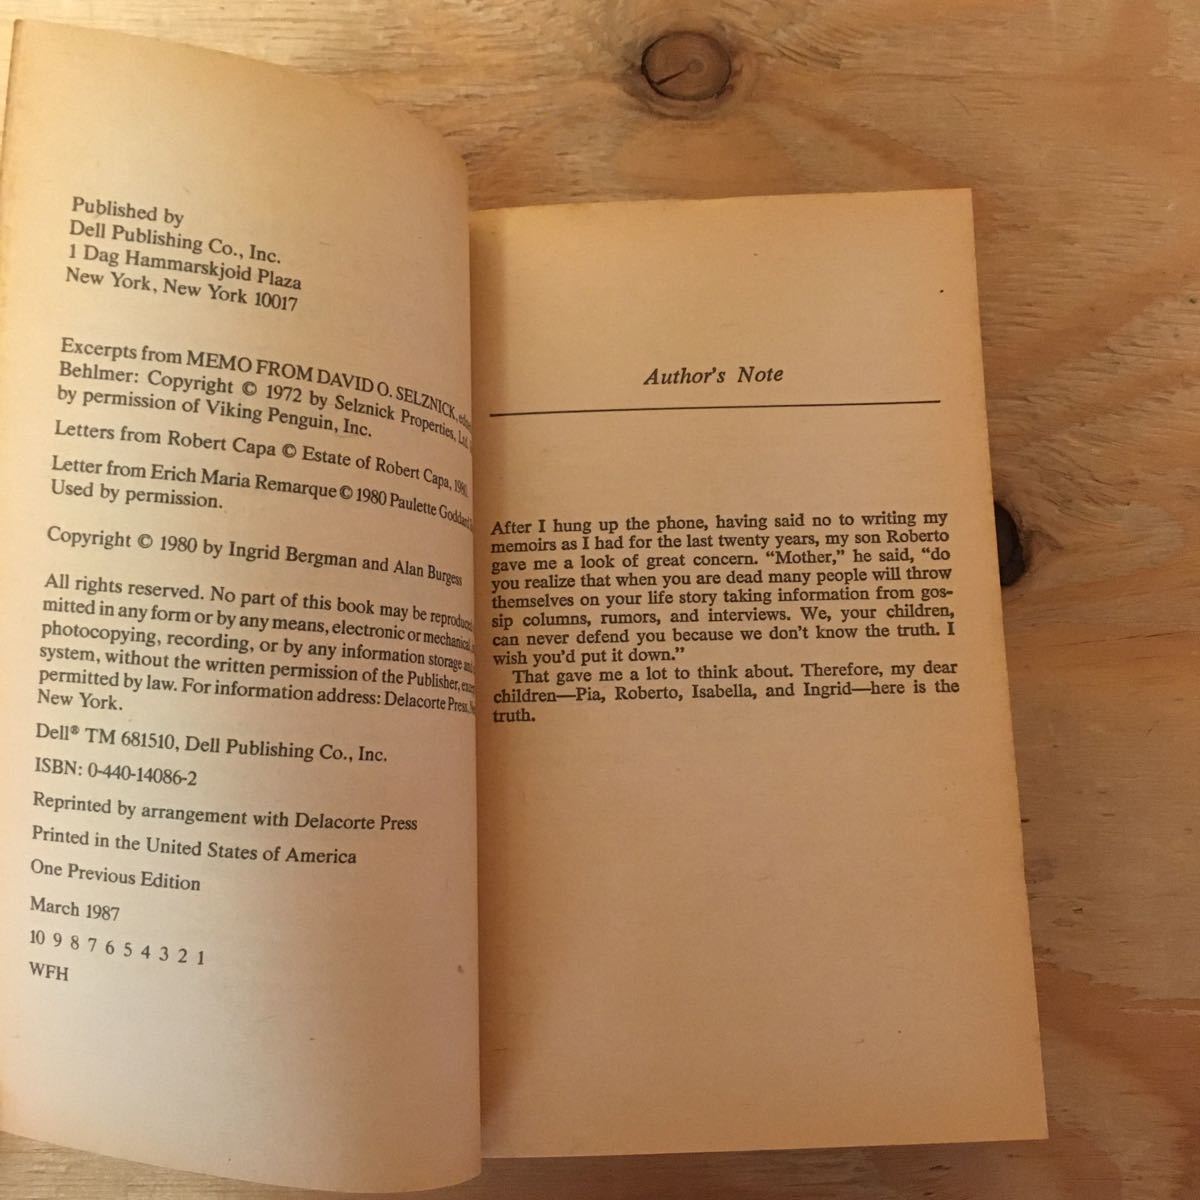 Published by
Dell Publishing Co., Inc.
1 Dag Hammarskjoid Plaza
New York, New York 10017
Excerpts from MEMO FROM DAVID O. SELZNICK,
Behlmer: Copyright © 1972 by Selznick Properties, Ltd.
by permission of Viking Penguin, Inc.
Letters from Robert Capa © Estate of Robert Capa,
Letter from Erich Maria Remarque © 1980 Paulette Goddard
Used by permission.
Copyright © 1980 by Ingrid Bergman and Alan Burgess
All rights reserved. No part of this book may be reproduced
mitted in any form or by any means, electronic or mechanical
photocopying, recording, or by any information storage
system, without the written permission of the Publisher,
permitted by law. For information address: Delacorte Press,
New York.
Dell® TM 681510, Dell Publishing Co., Inc.
ISBN: 0-440-14086-2
Reprinted by arrangement with Delacorte Press
Printed in the United States of America
One Previous Edition
March 1987
10 9 8 7 6 5 4 3 2 1
WFH
Author's Note
After I hung up the phone, having said no to writing my
memoirs as I had for the last twenty years, my son Roberto
gave me a look of great concern. “Mother,” he said, “do
you realize that when you are dead many people will throw
themselves on your life story taking information from gos-
sip columns, rumors, and interviews. We, your children,
can never defend you because we don't know the truth. I
wish you'd put it down.”
That gave me a lot to think about. Therefore, my dear
children—Pia, Roberto, Isabella, and Ingrid—here is the
truth.